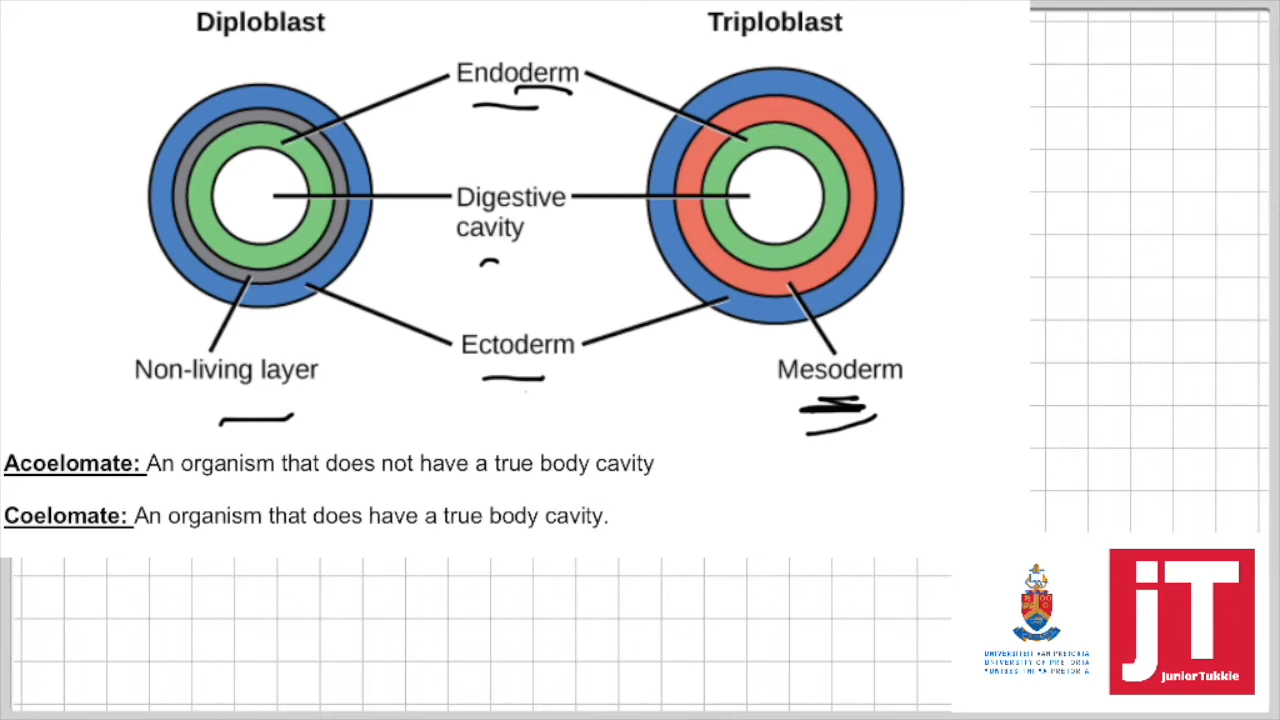 Diploblast
Triploblast
Endoderm
Digestive
cavity
Ectoderm
Non-living layer
Mesoderm
Acoelomate: An organism that does not have a true body cavity
Coelomate: An organism that does have a true body cavity.
UNIVERSITEIT VAN PRETORIA
UNIVERSITY OF PRETORIA
YUNIBESITHI YA PRETORIA
jT
JuniorTukkie